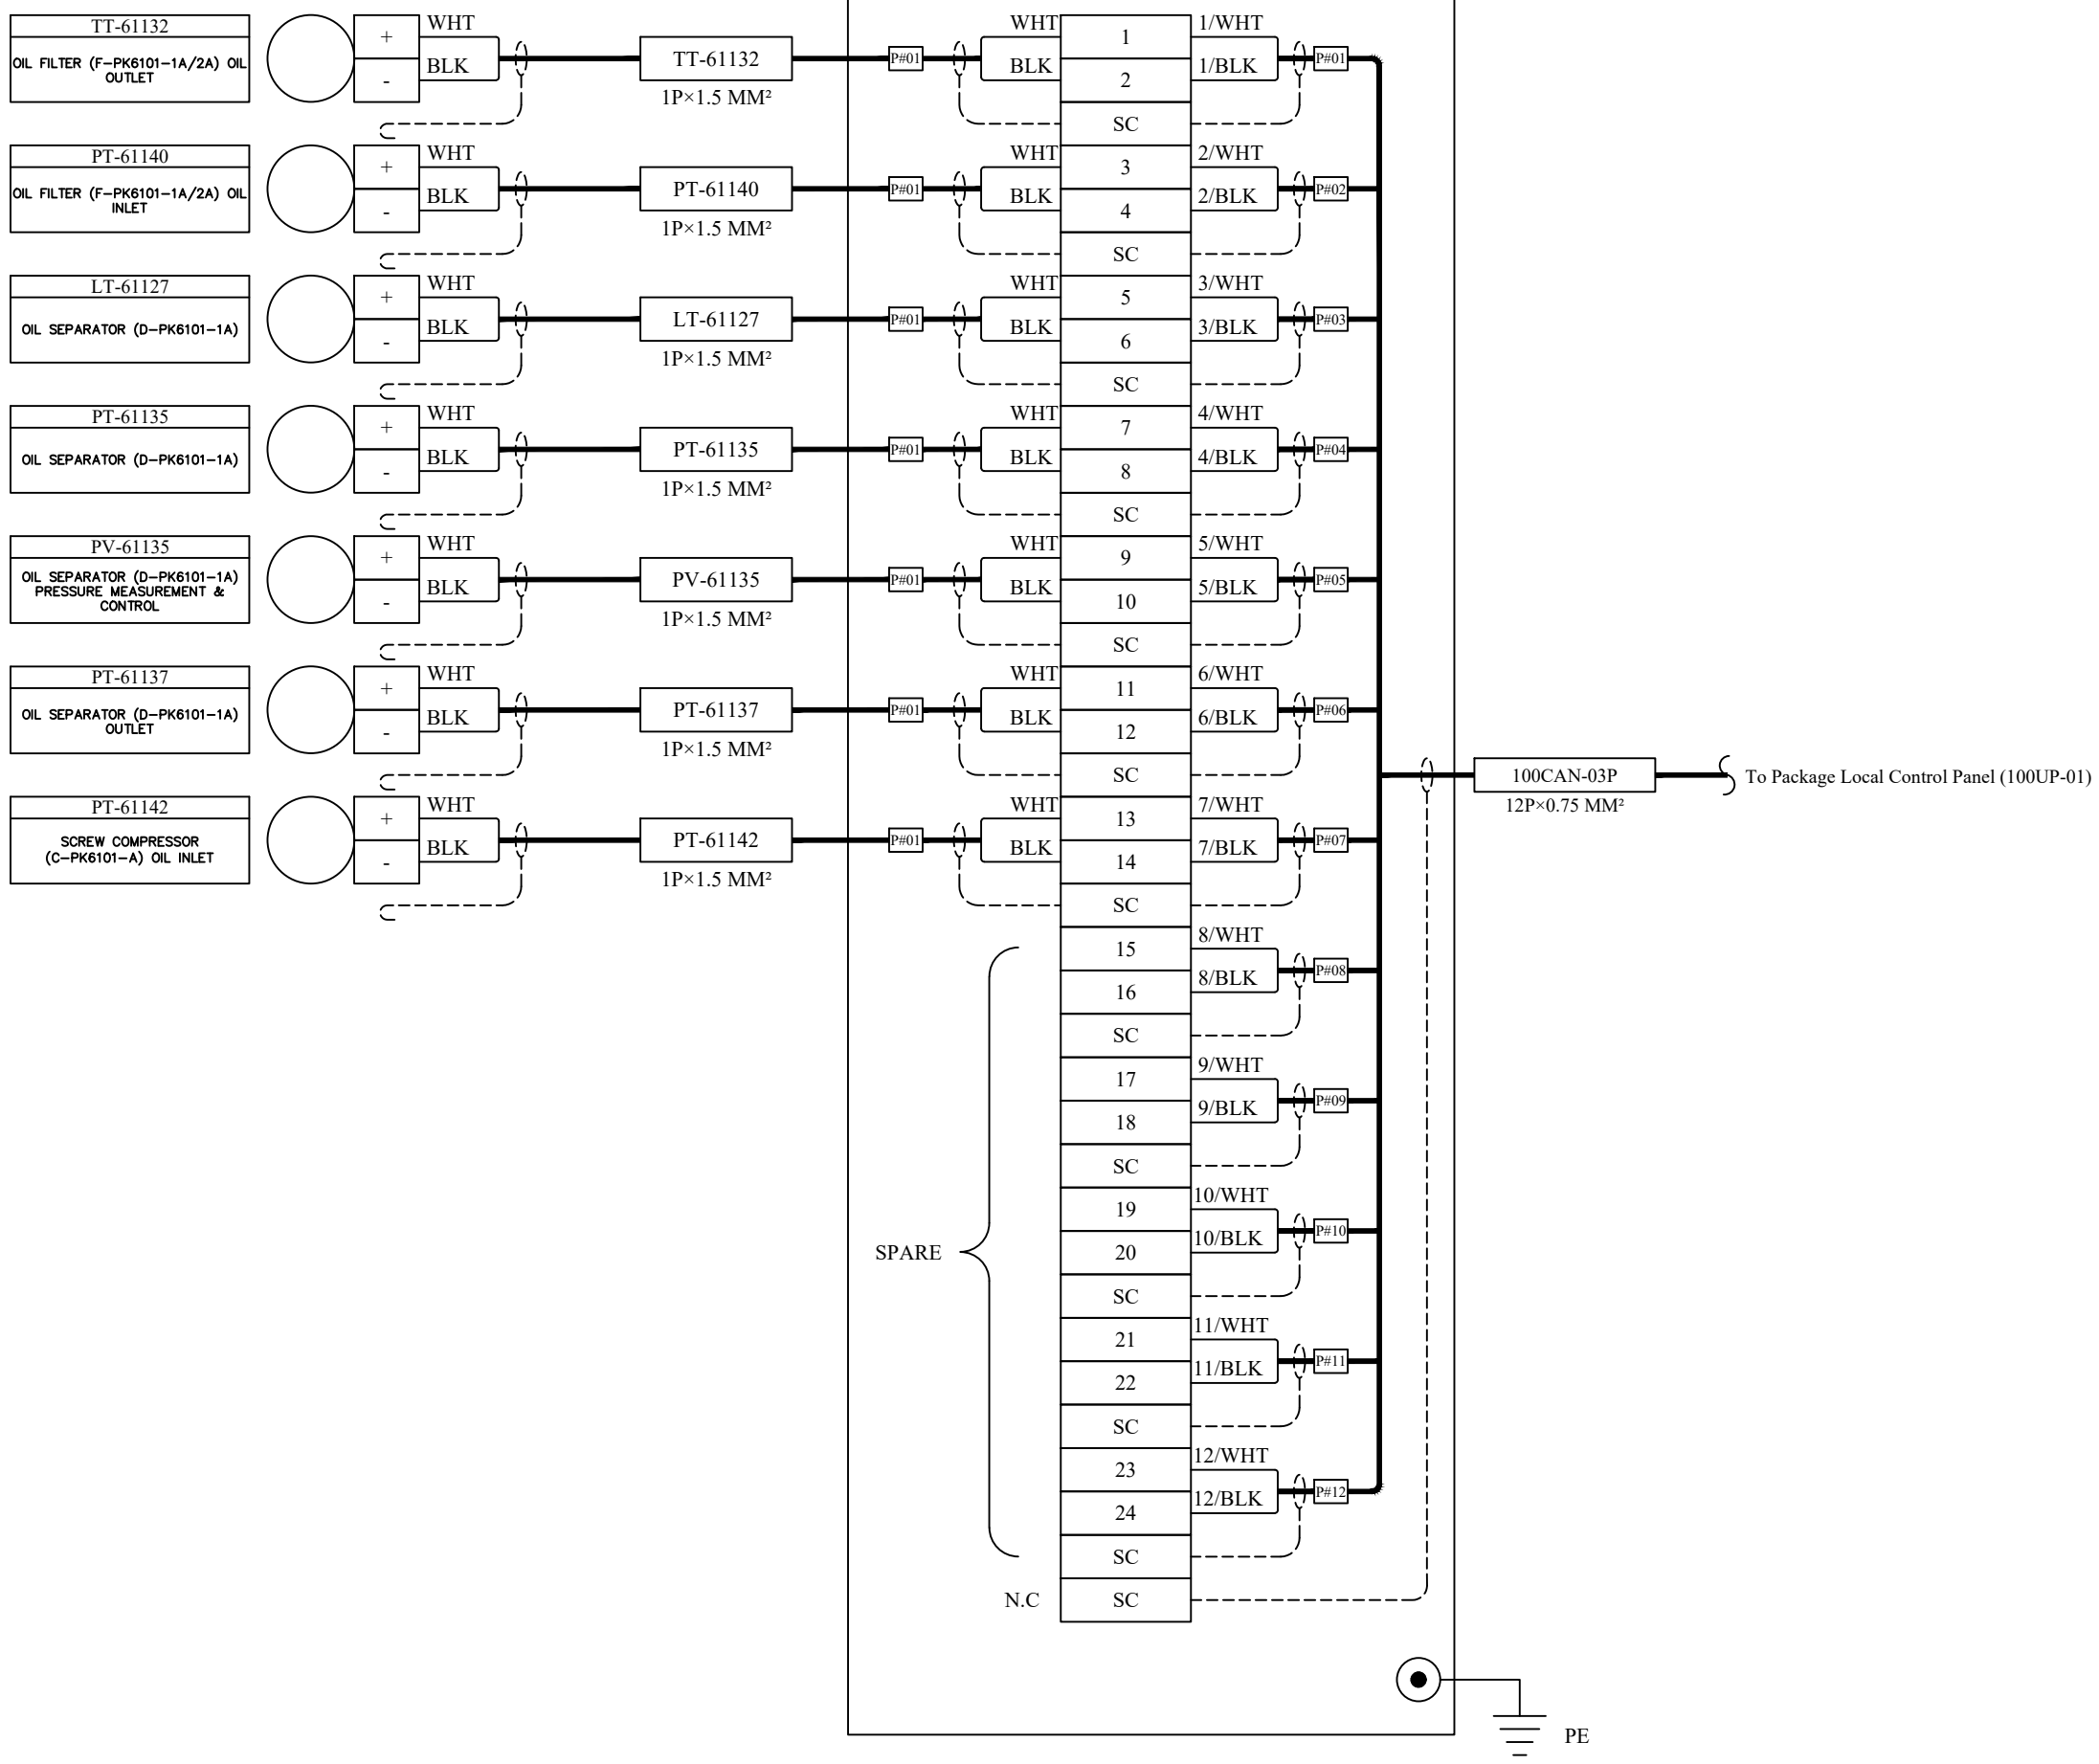 TT-61132
OIL FILTER (F-PK6101-1A/2A) OIL
OUTLET
+
-
WHT
BLK
TT-61132
1P×1.5 MM²
P#01
WHT
BLK
1
2
SC
1/WHT
1/BLK
P#01
PT-61140
OIL FILTER (F-PK6101-1A/2A) OIL
INLET
+
-
WHT
BLK
PT-61140
1P×1.5 MM²
P#01
WHT
BLK
3
4
SC
2/WHT
2/BLK
P#02
LT-61127
OIL SEPARATOR (D-PK6101-1A)
+
-
WHT
BLK
LT-61127
1P×1.5 MM²
P#01
WHT
BLK
5
6
SC
3/WHT
3/BLK
P#03
PT-61135
OIL SEPARATOR (D-PK6101-1A)
+
-
WHT
BLK
PT-61135
1P×1.5 MM²
P#01
WHT
BLK
7
8
SC
4/WHT
4/BLK
P#04
PV-61135
OIL SEPARATOR (D-PK6101-1A)
PRESSURE MEASUREMENT &
CONTROL
+
-
WHT
BLK
PV-61135
1P×1.5 MM²
P#01
WHT
BLK
9
10
SC
5/WHT
5/BLK
P#05
PT-61137
OIL SEPARATOR (D-PK6101-1A)
OUTLET
+
-
WHT
BLK
PT-61137
1P×1.5 MM²
P#01
WHT
BLK
11
12
SC
6/WHT
6/BLK
P#06
100CAN-03P
12P×0.75 MM²
To Package Local Control Panel (100UP-01)
PT-61142
SCREW COMPRESSOR
(C-PK6101-A) OIL INLET
+
-
WHT
BLK
PT-61142
1P×1.5 MM²
P#01
WHT
BLK
13
14
SC
7/WHT
7/BLK
P#07
SPARE
15
16
SC
8/WHT
8/BLK
P#08
17
18
SC
9/WHT
9/BLK
P#09
19
20
SC
10/WHT
10/BLK
P#10
21
22
SC
11/WHT
11/BLK
P#11
23
24
SC
12/WHT
12/BLK
P#12
N.C
SC
PE